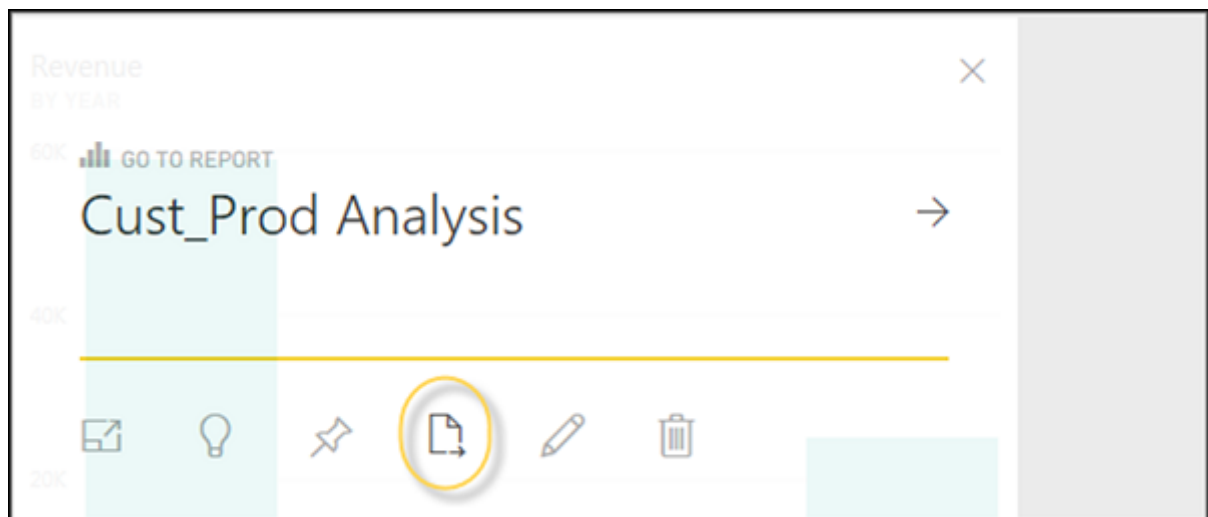 Revenue
BY YEAR
60K
GO TO REPORT
Cust_Prod Analysis
40K
20K